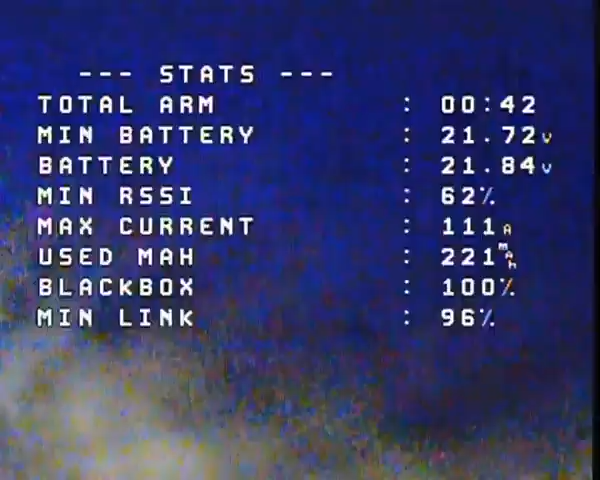 --- STATS ---
TOTAL ARM : 00:42
MIN BATTERY : 21.72V
BATTERY : 21.84V
MIN RSSI : 62%
MAX CURRENT : 111A
USED MAH : 221mAh
BLACKBOX : 100%
MIN LINK : 96%